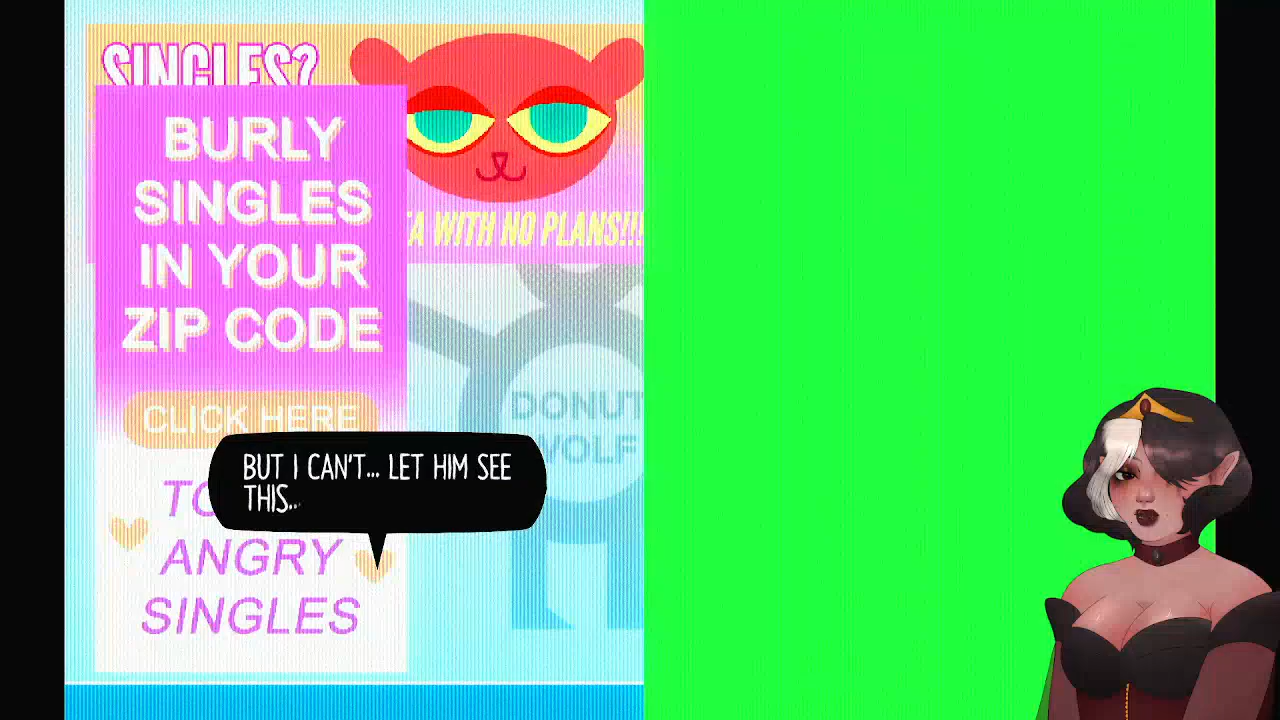 SINGLES?
BURLY
SINGLES
IN YOUR
ZIP CODE
WITH NO PLANS!!!
CLICK HERE
DONUT
WOLF
BUT I CAN'T... LET HIM SEE
THIS..
ANGRY
SINGLES